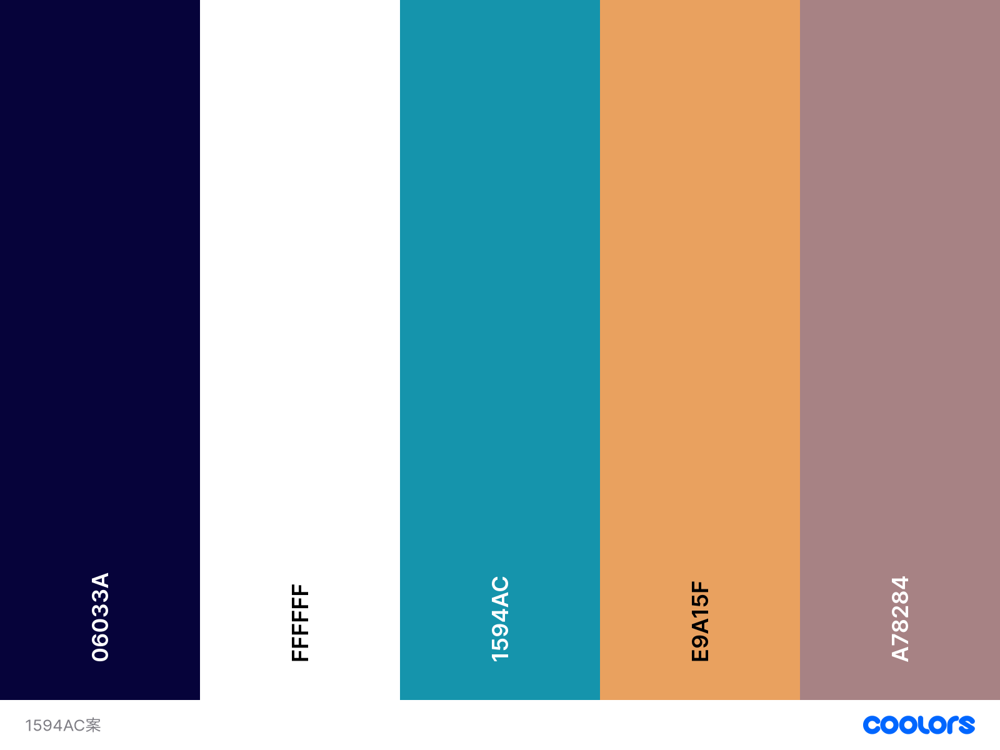 06033A
FFFFFF
1594AC
E9A15F
A78284
1594AC案
coolors